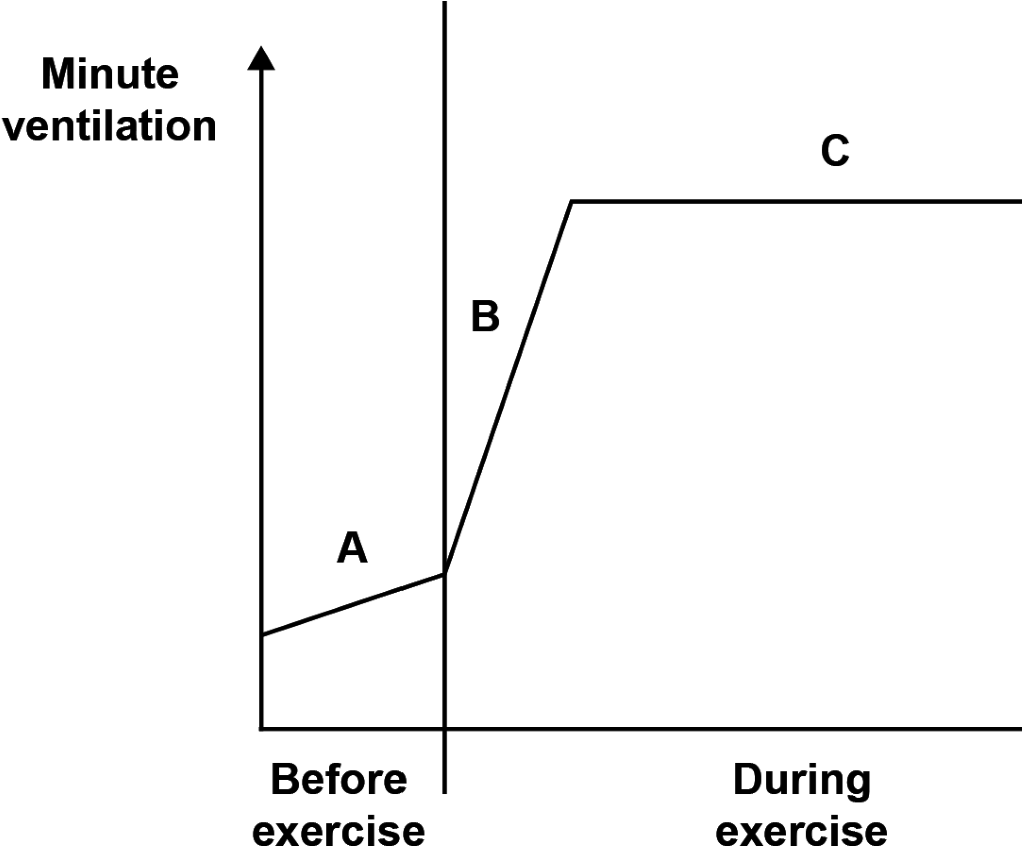 Minute
ventilation
C
B
A
Before
exercise
During
exercise